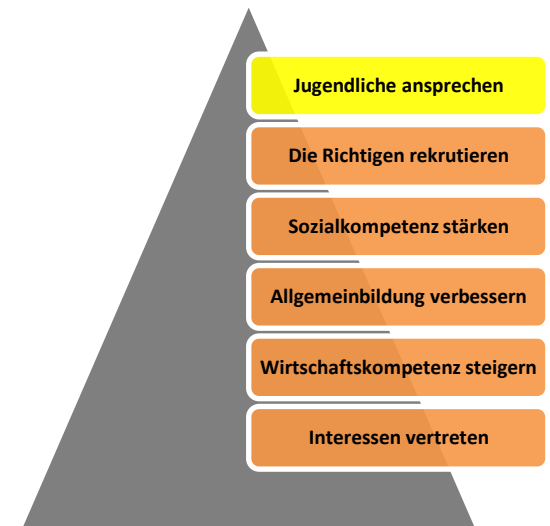 Jugendliche ansprechen
Die Richtigen rekrutieren
Sozialkompetenz stärken
Allgemeinbildung verbessern
Wirtschaftskompetenz steigern
Interessen vertreten